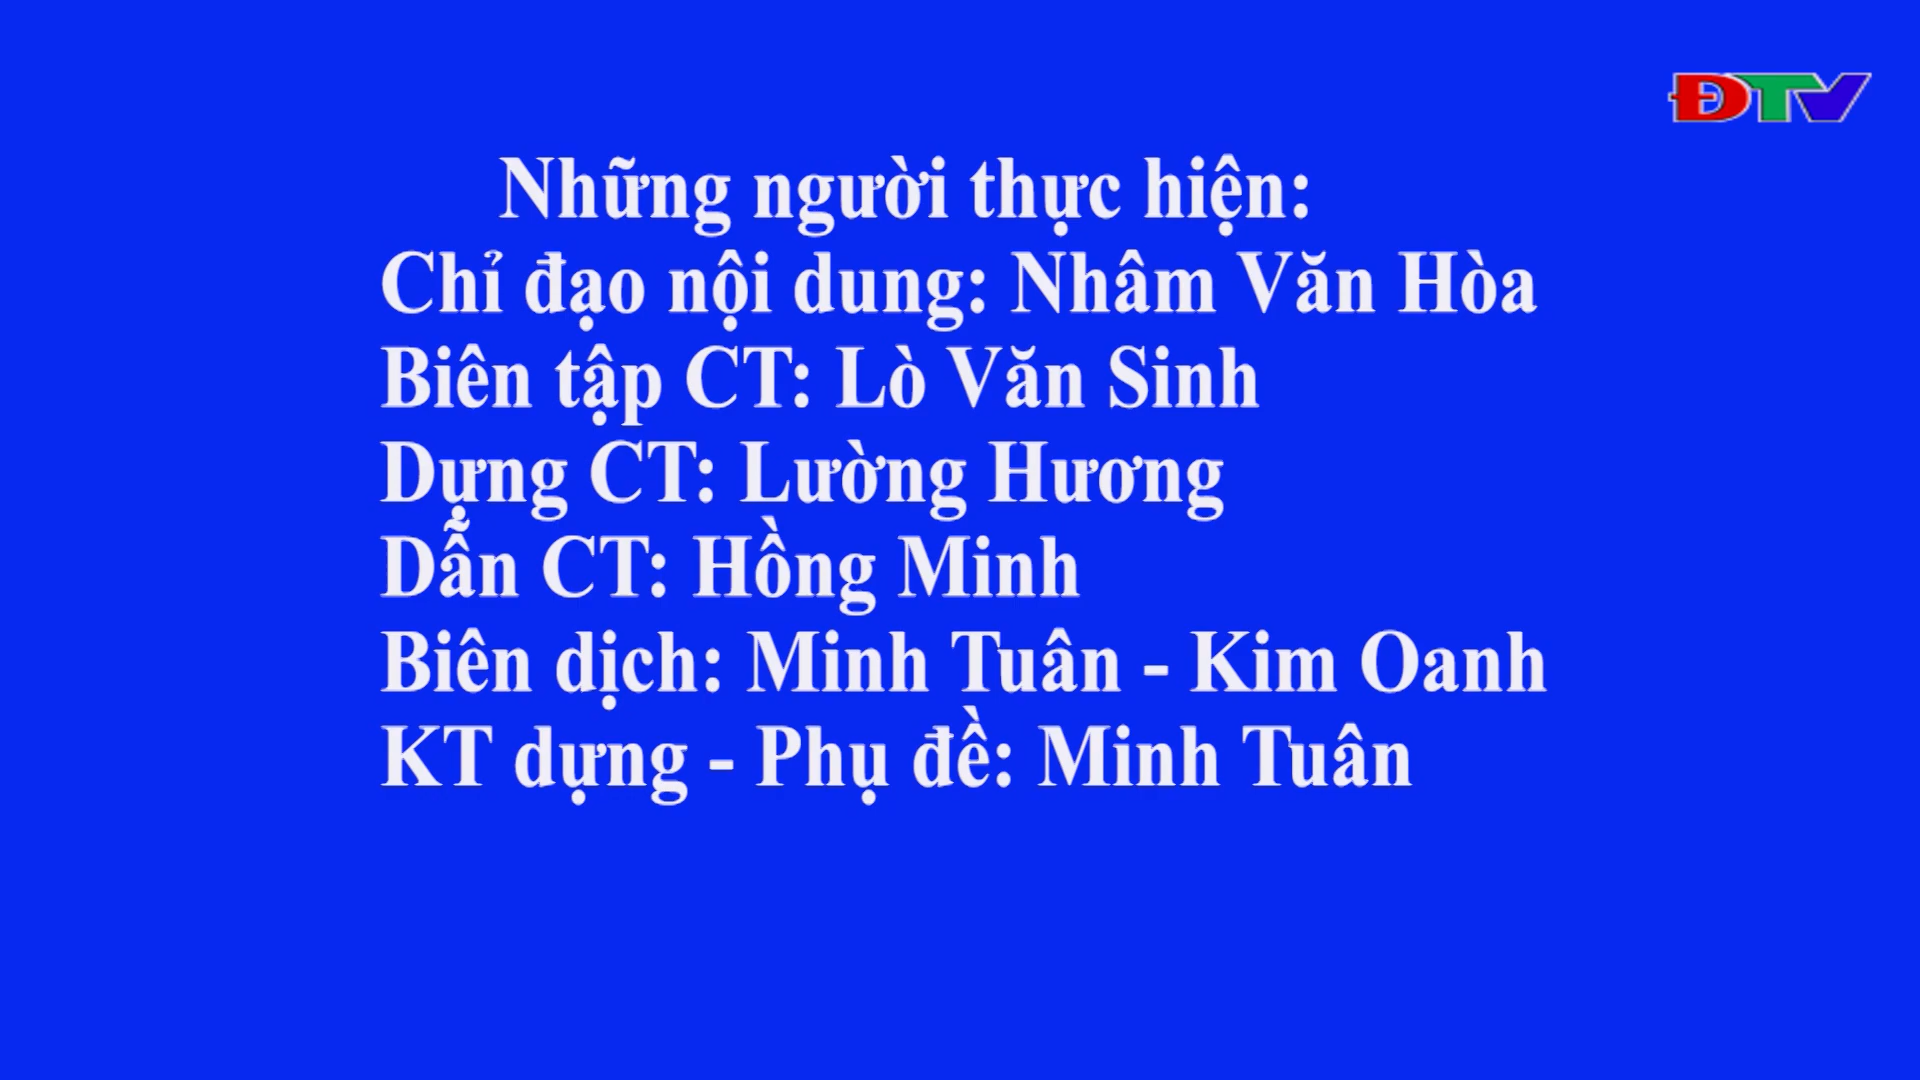 ĐTV
Những người thực hiện:
Chỉ đạo nội dung: Nhâm Văn Hòa
Biên tập CT: Lò Văn Sinh
Dựng CT: Lường Hương
Dẫn CT: Hồng Minh
Biên dịch: Minh Tuân - Kim Oanh
KT dựng - Phụ đề: Minh Tuân